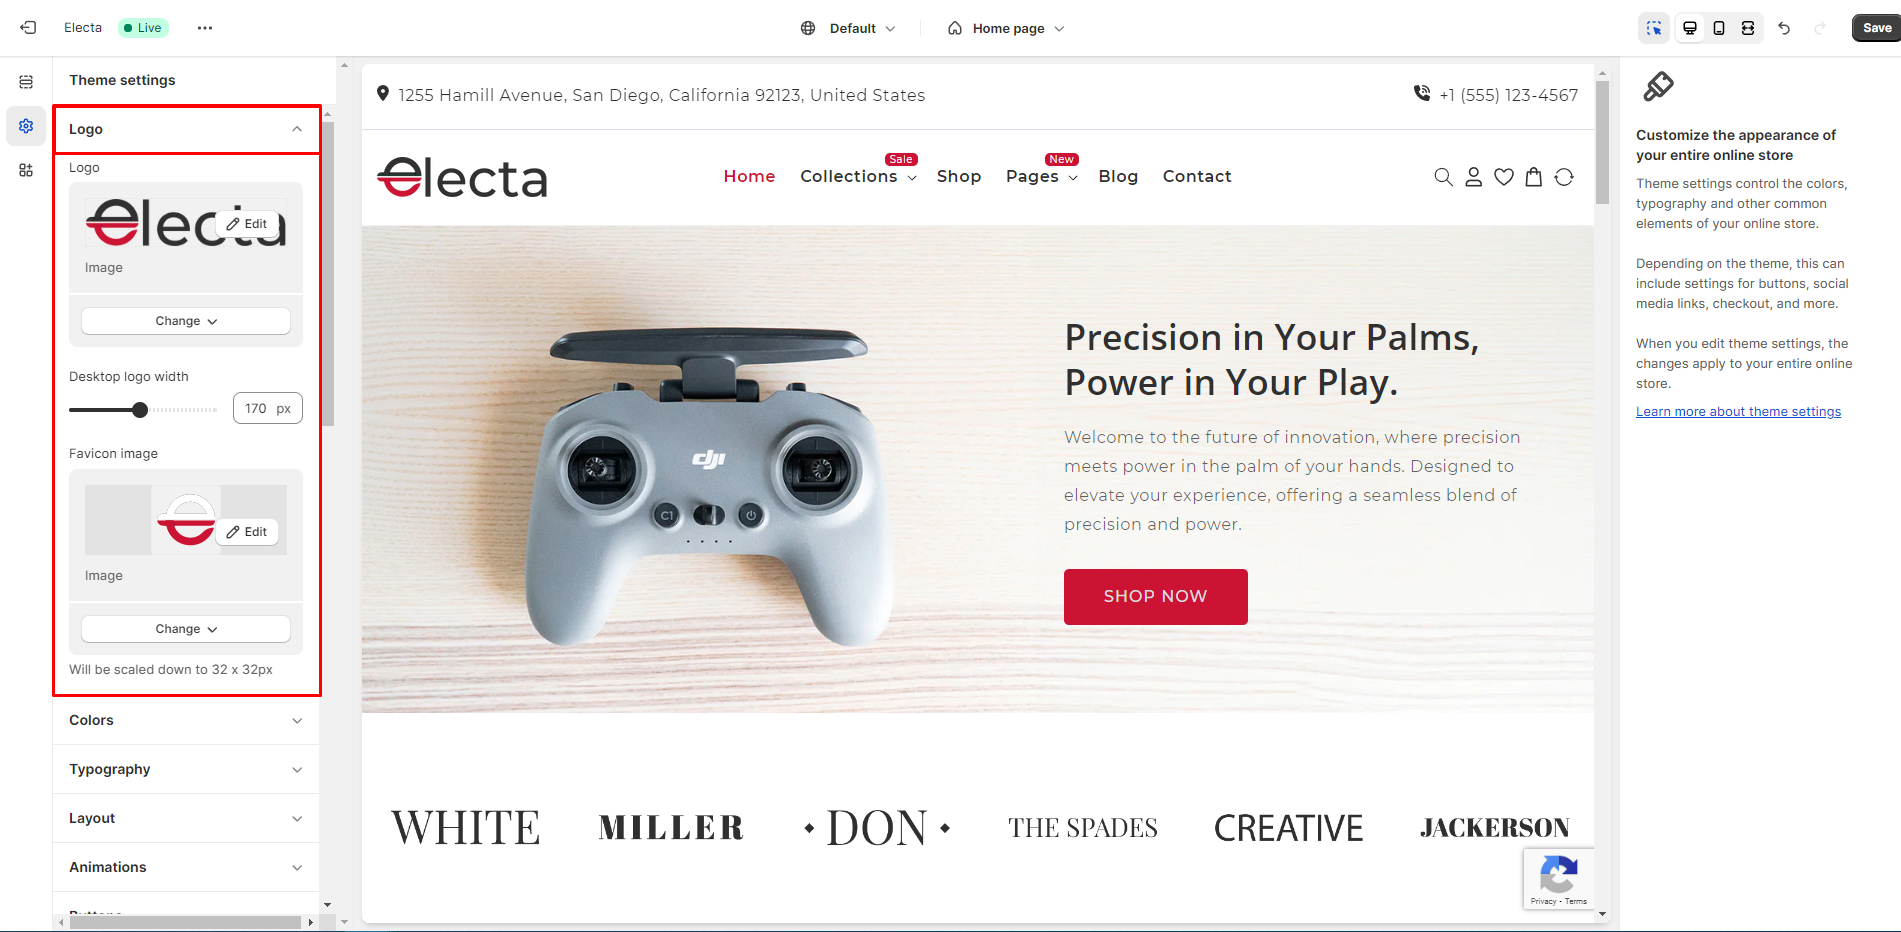 Electa
Live
Default
Home page
Save
Theme settings
Logo
Logo
electa
Edit
Image
Change
Desktop logo width
170 px
Favicon image
Edit
Image
Change
Will be scaled down to 32 x 32px
Colors
Typography
Layout
Animations
Buttons
1255 Hamill Avenue, San Diego, California 92123, United States
+1 (555) 123-4567
electa
Sale
New
Home Collections Shop Pages Blog Contact
dji
C1
Precision in Your Palms,
Power in Your Play.
Welcome to the future of innovation, where precision
meets power in the palm of your hands. Designed to
elevate your experience, offering a seamless blend of
precision and power.
SHOP NOW
WHITE
MILLER
DON
THE SPADES
CREATIVE
JACKERSON
Privacy - Terms
Customize the appearance of
your entire online store
Theme settings control the colors,
typography and other common
elements of your online store.
Depending on the theme, this can
include settings for buttons, social
media links, checkout, and more.
When you edit theme settings, the
changes apply to your entire online
store.
Learn more about theme settings